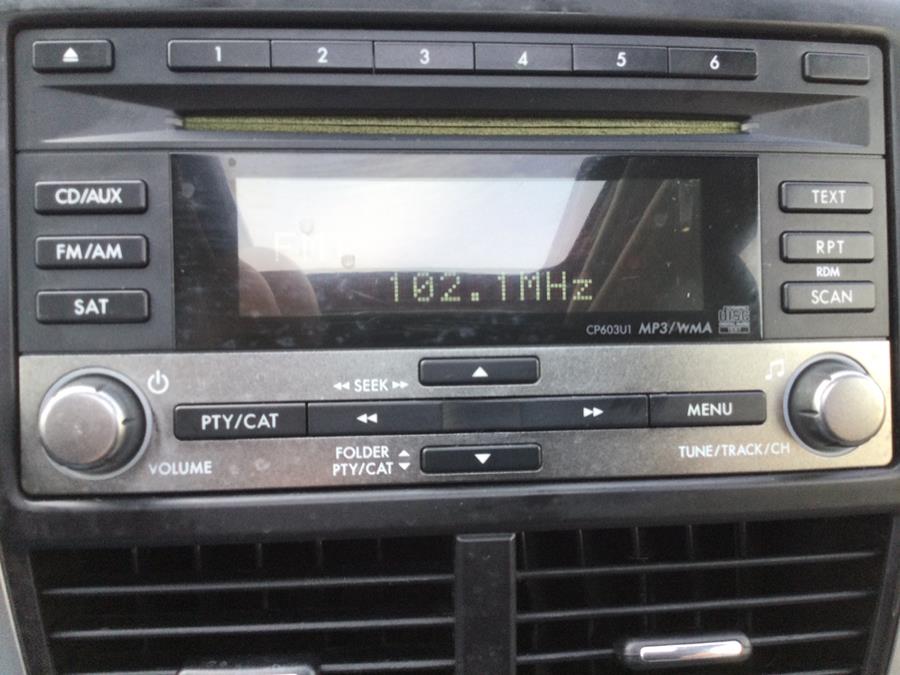 1 2 3 4 5 6
CD/AUX
FM/AM
SAT
102.1MHz
CP603U1 MP3/WMA
disc
TEXT
RPT
RDM
SCAN
SEEK
PTY/CAT
MENU
VOLUME
FOLDER
PTY/CAT
TUNE/TRACK/CH